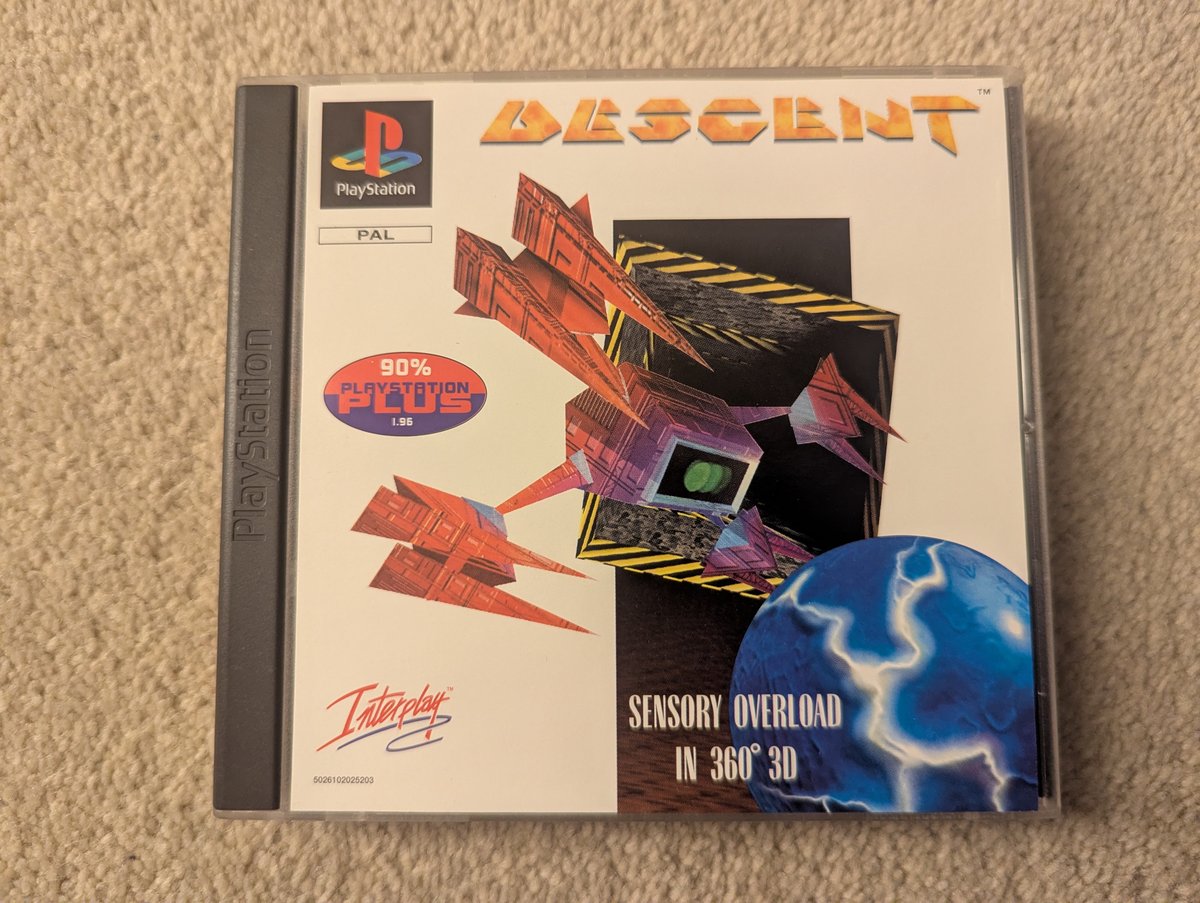 DESCENT™
PlayStation
PAL
90%
PLAYSTATION
PLUS
1.96
PlayStation
Interplay™
SENSORY OVERLOAD
IN 360° 3D
5026102025203